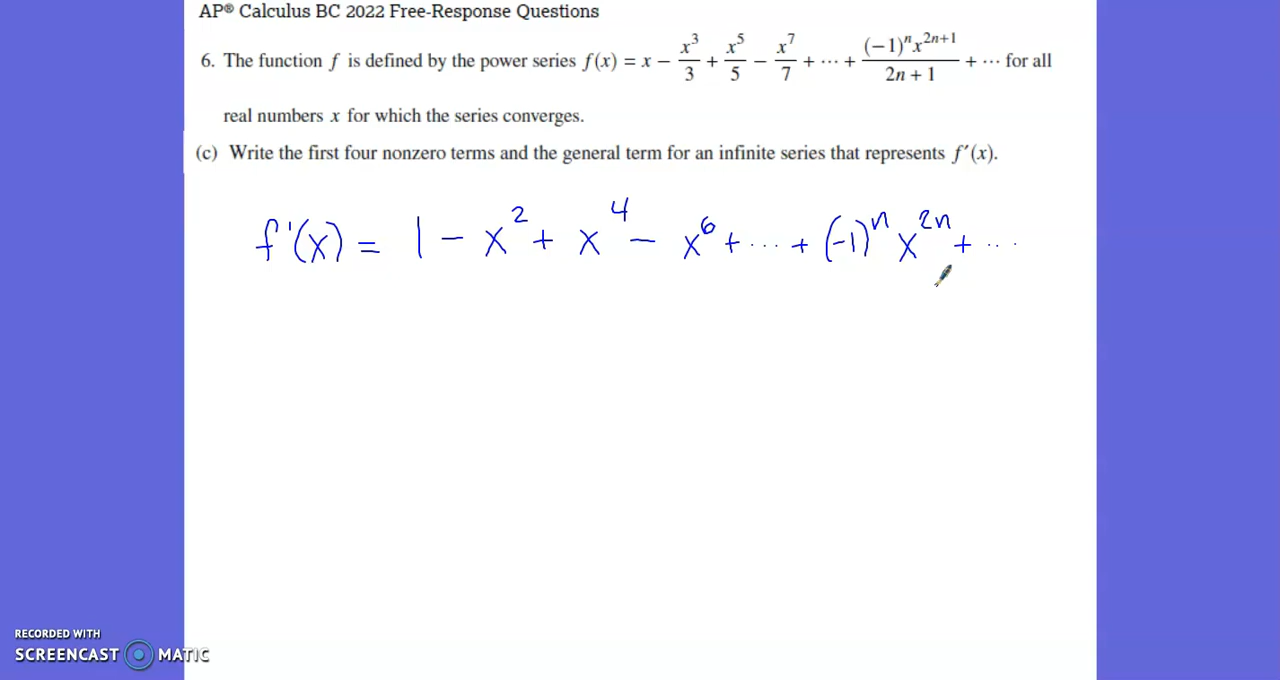 AP® Calculus BC 2022 Free-Response Questions
6. The function f is defined by the power series f(x) = x − x³/3 + x⁵/5 − x⁷/7 + ⋯ + (−1)ⁿx²ⁿ⁺¹/(2n + 1) + ⋯ for all
real numbers x for which the series converges.
(c) Write the first four nonzero terms and the general term for an infinite series that represents f′(x).
f'(x) = 1 − x² + x⁴ − x⁶ + ⋯ + (−1)ⁿ x²ⁿ + ⋯
RECORDED WITH
SCREENCAST MATIC